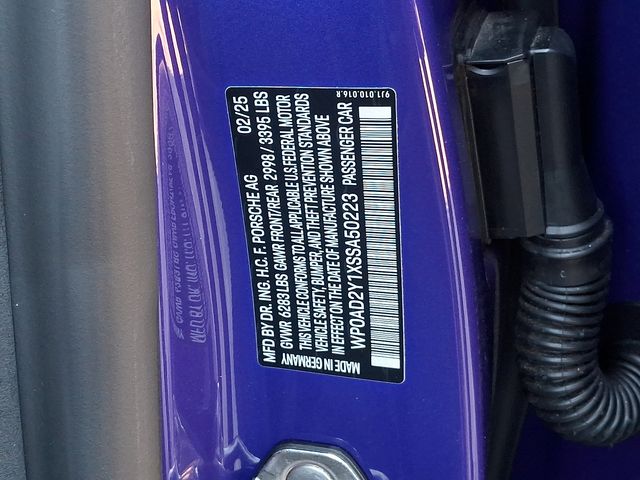 MFD BY DR. ING. H.C. F. PORSCHE AG 02/25
GVWR 6283 LBS GAWR FRONT/REAR 2998 / 3395 LBS
THIS VEHICLE CONFORMS TO ALL APPLICABLE U.S. FEDERAL MOTOR
VEHICLE SAFETY, BUMPER, AND THEFT PREVENTION STANDARDS
IN EFFECT ON THE DATE OF MANUFACTURE SHOWN ABOVE
MADE IN GERMANY WP0AD2Y1XSSA50223 PASSENGER CAR
9J1.010.016.R